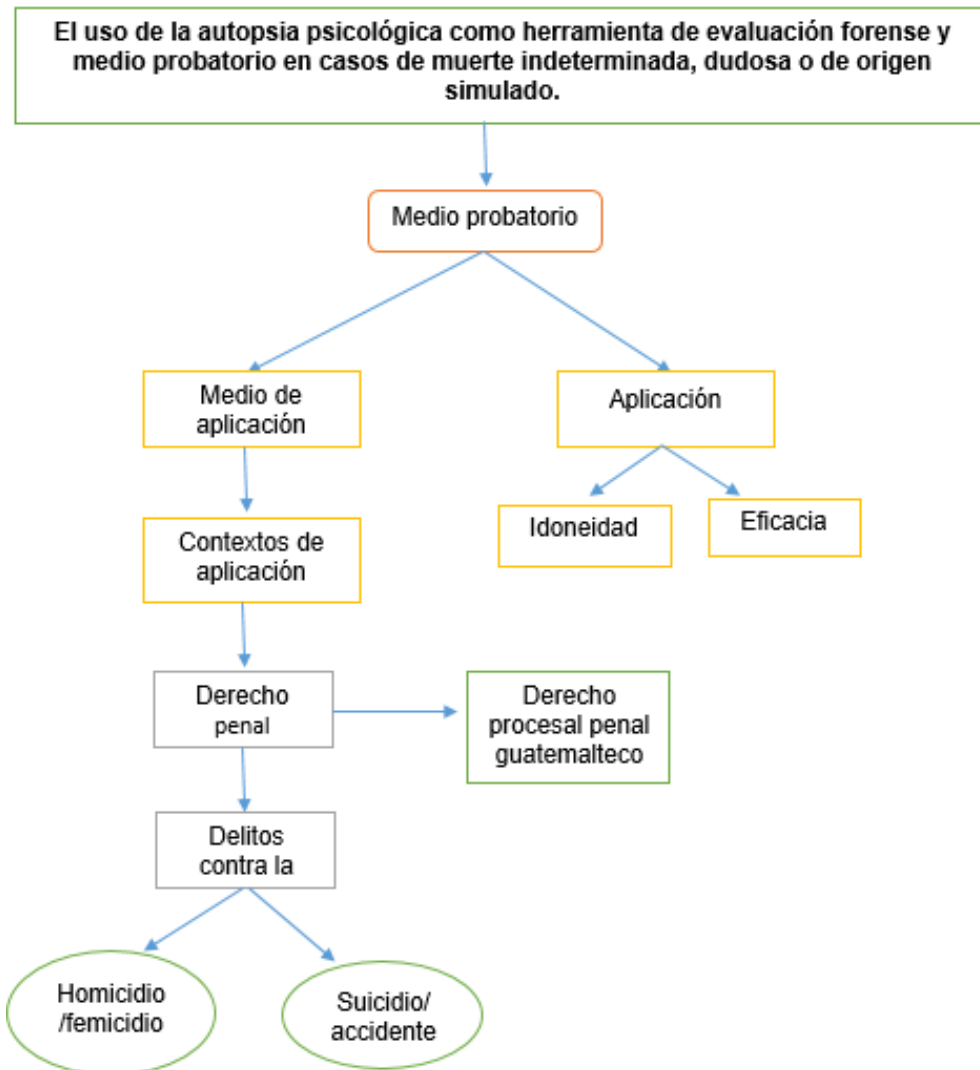 El uso de la autopsia psicológica como herramienta de evaluación forense y
medio probatorio en casos de muerte indeterminada, dudosa o de origen
simulado.
Medio probatorio
Medio de
aplicación
Aplicación
Idoneidad
Eficacia
Contextos de
aplicación
Derecho
penal
Derecho
procesal penal
guatemalteco
Delitos
contra la
Homicidio
/femicidio
Suicidio/
accidente